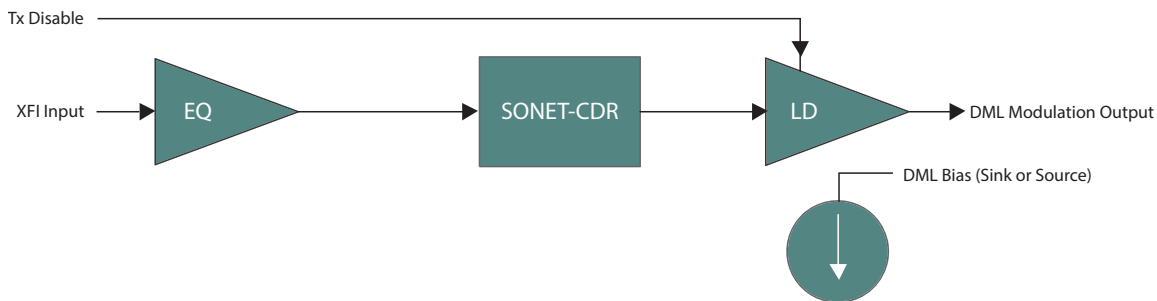 Tx Disable
XFI Input
EQ
SONET-CDR
LD
DML Modulation Output
DML Bias (Sink or Source)